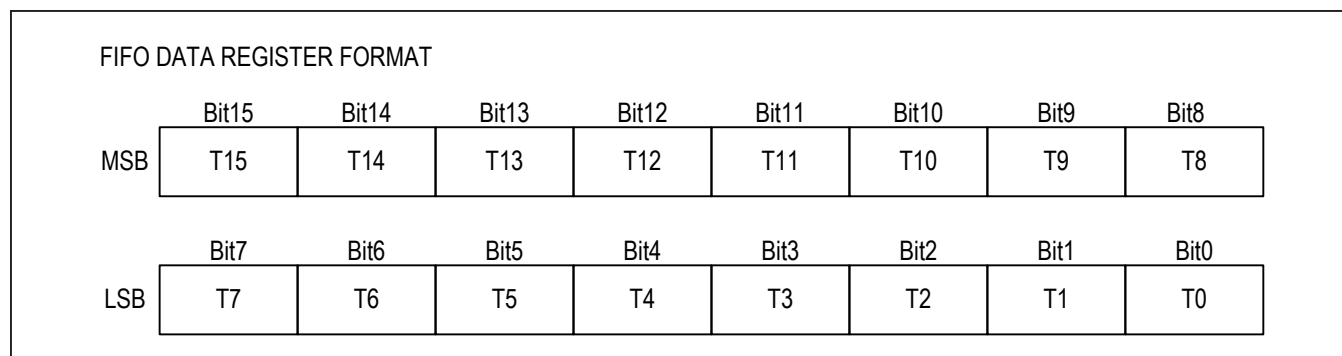 FIFO DATA REGISTER FORMAT
Bit15 Bit14 Bit13 Bit12 Bit11 Bit10 Bit9 Bit8
MSB T15 T14 T13 T12 T11 T10 T9 T8
Bit7 Bit6 Bit5 Bit4 Bit3 Bit2 Bit1 Bit0
LSB T7 T6 T5 T4 T3 T2 T1 T0